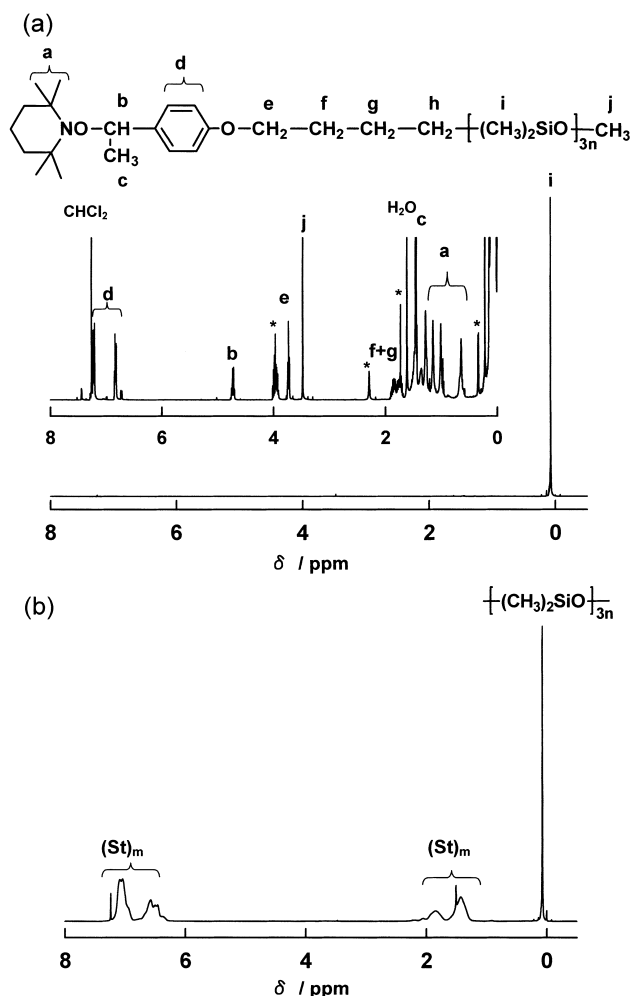 (a)
a
d
b
e
f
g
h
i
j
NO–CH
O–CH2–CH2–CH2–CH2–[(CH3)2SiO]3n–CH3
CH3
c
CHCl2
H2O
i
j
c
a
d
e
*
*
*
b
f+g
*
8 6 4 2 0
8 6 4 2 0
δ / ppm
(b)
[(CH3)2SiO]3n
(St)m
(St)m
8 6 4 2 0
δ / ppm